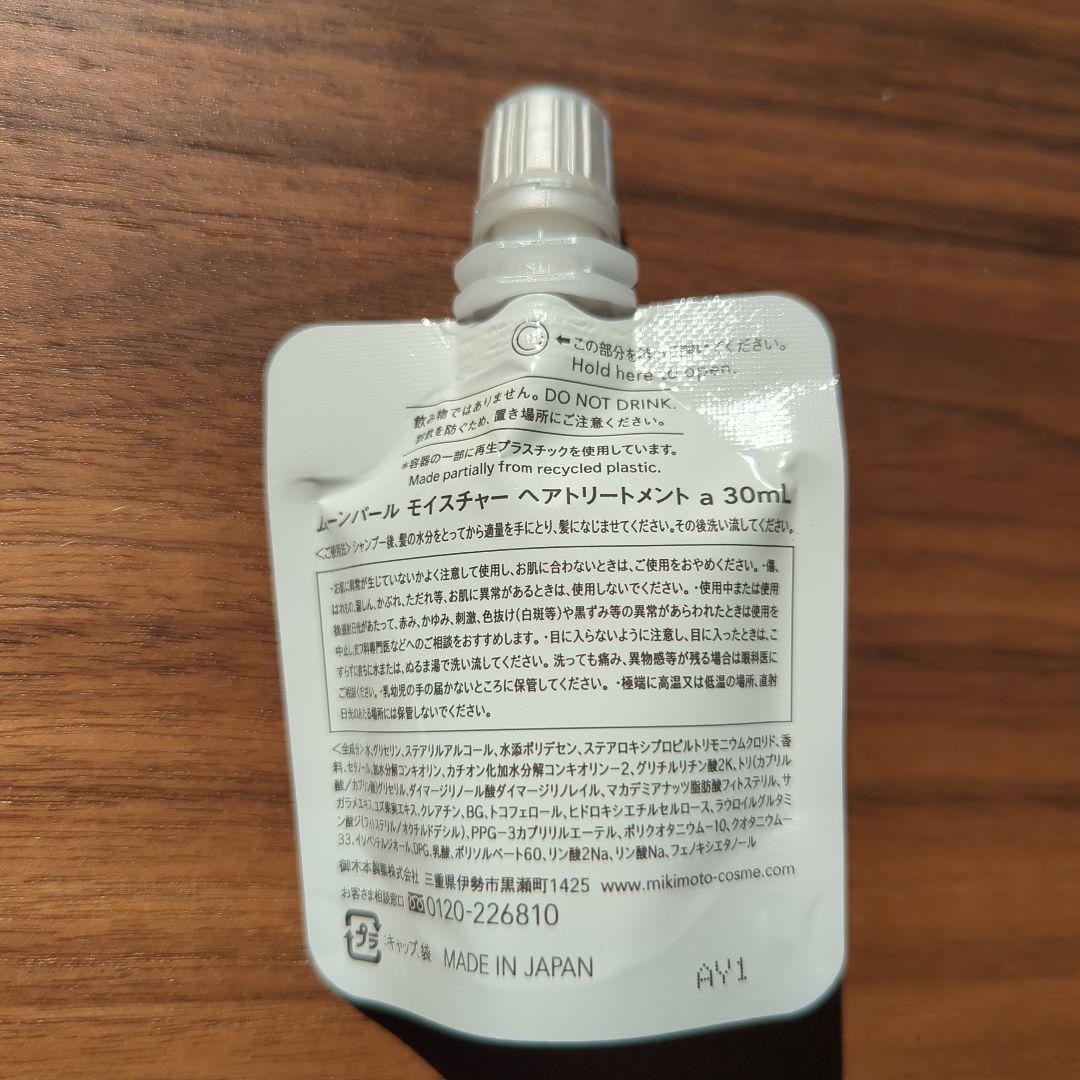 ←この部分を ください。
Hold here to open.
飲み物ではありません。DO NOT DRINK.
誤飲を防ぐため、置き場所にご注意ください。
*容器の一部に再生プラスチックを使用しています。
Made partially from recycled plastic.
ムーンパール モイスチャー ヘアトリートメント a 30mL
<ご使用法>シャンプー後、髪の水分をとってから適量を手にとり、髪になじませてください。その後洗い流してください。
・お肌に異常が生じていないかよく注意して使用し、お肌に合わないときは、ご使用をおやめください。・傷、
はれもの、湿しん、かぶれ、ただれ等、お肌に異常があるときは、使用しないでください。・使用中または使用
後直射日光があたって、赤み、かゆみ、刺激、色抜け(白斑等)や黒ずみ等の異常があらわれたときは使用を
中止し、皮フ科専門医などへのご相談をおすすめします。・目に入らないように注意し、目に入ったときは、こ
すらずに直ちに水または、ぬるま湯で洗い流してください。洗っても痛み、異物感等が残る場合は眼科医に
ご相談ください。・乳幼児の手の届かないところに保管してください。・極端に高温又は低温の場所、直射
日光のあたる場所には保管しないでください。
<全成分>水、グリセリン、ステアリルアルコール、水添ポリデセン、ステアロキシプロピルトリモニウムクロリド、香
料、セタノール、加水分解コンキオリン、カチオン化加水分解コンキオリン-2、グリチルリチン酸2K、トリ(カプリル
酸/カプリン酸)グリセリル、ダイマージリノール酸ダイマージリノレイル、マカデミアナッツ脂肪酸フィトステリル、サ
ガラメエキス、ユズ果実エキス、クレアチン、BG、トコフェロール、ヒドロキシエチルセルロース、ラウロイルグルタミ
ン酸ジ(フィトステリル/オクチルドデシル)、PPG-3カプリリルエーテル、ポリクオタニウム-10、クオタニウム-
33、イソペンチルジオール、DPG、乳酸、ポリソルベート60、リン酸2Na、リン酸Na、フェノキシエタノール
御木本製薬株式会社 三重県伊勢市黒瀬町1425 www.mikimoto-cosme.com
お客さま相談窓口 0120-226810
プラ :キャップ、袋 MADE IN JAPAN
AY1